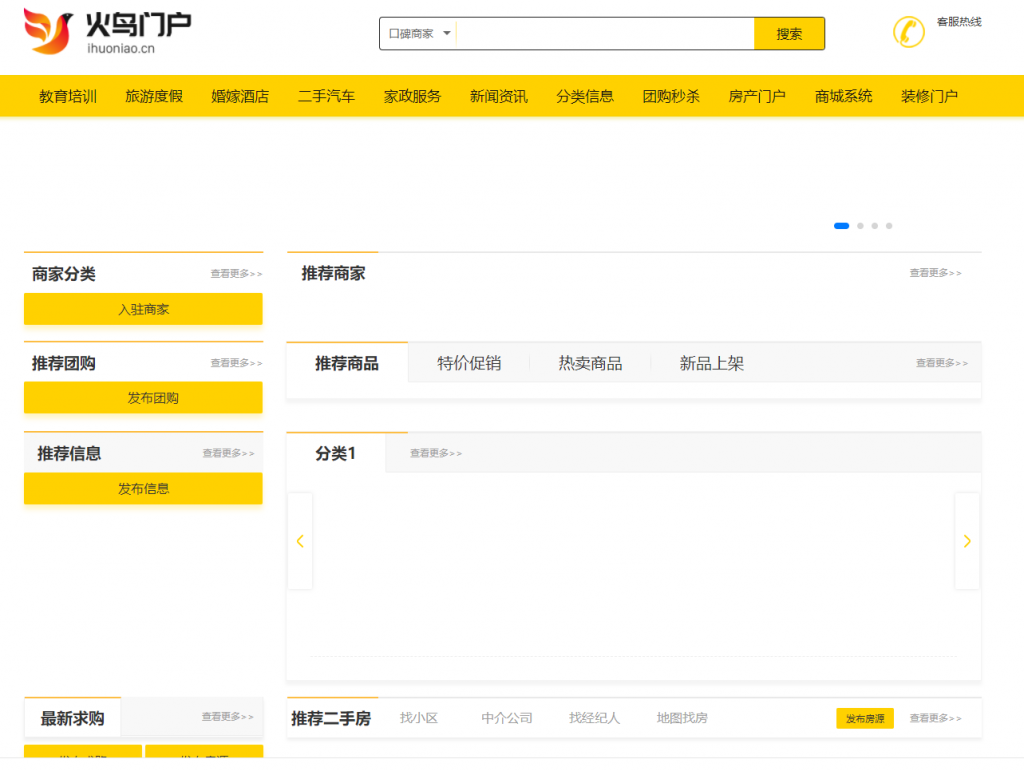 火鸟门户
ihuoniao.cn
口碑商家
搜索
客服热线
教育培训 旅游度假 婚嫁酒店 二手汽车 家政服务 新闻资讯 分类信息 团购秒杀 房产门户 商城系统 装修门户
商家分类 查看更多>>
入驻商家
推荐商家 查看更多>>
推荐团购 查看更多>>
发布团购
推荐商品 特价促销 热卖商品 新品上架 查看更多>>
推荐信息 查看更多>>
发布信息
分类1 查看更多>>
最新求购 查看更多>>
推荐二手房 找小区 中介公司 找经纪人 地图找房 发布房源 查看更多>>